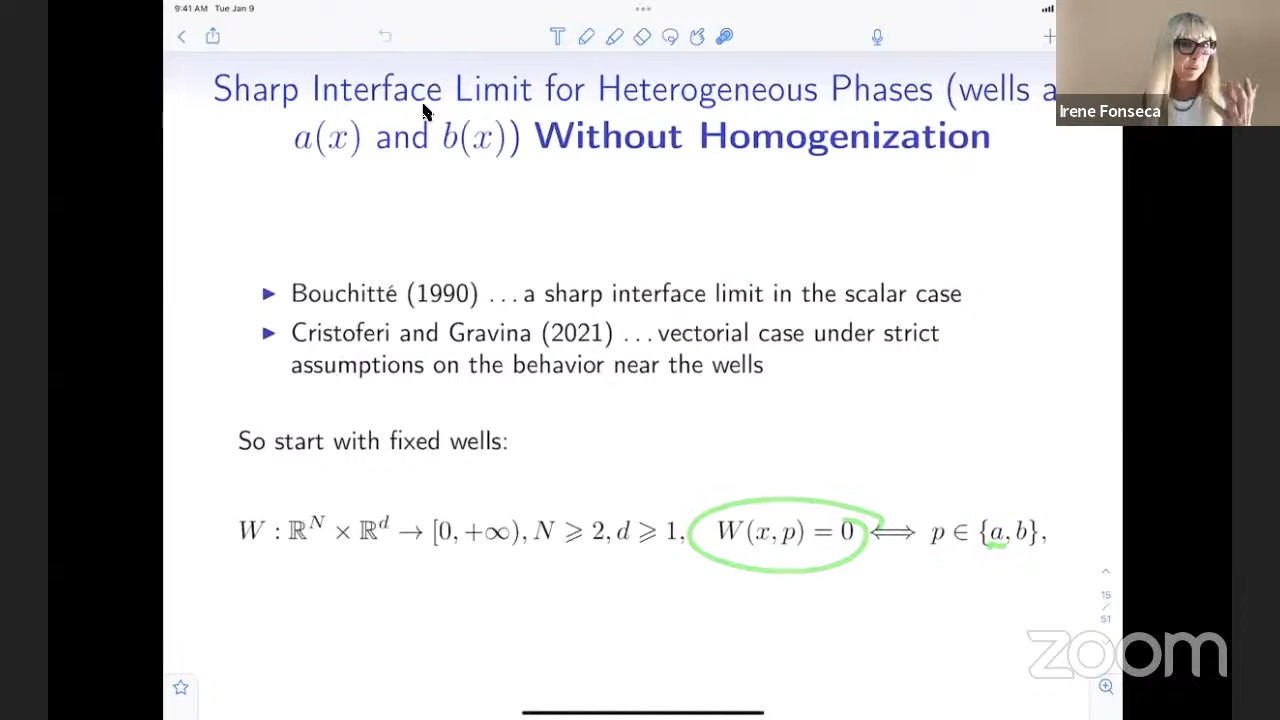 9:41 AM Tue Jan 9
Sharp Interface Limit for Heterogeneous Phases (wells a
a(x) and b(x)) Without Homogenization
Irene Fonseca
▶ Bouchitté (1990) ...a sharp interface limit in the scalar case
▶ Cristoferi and Gravina (2021) ...vectorial case under strict
assumptions on the behavior near the wells
So start with fixed wells:
W : ℝ^N × ℝ^d → [0, +∞), N ⩾ 2, d ⩾ 1, W(x, p) = 0 ⟺ p ∈ {a, b},
15
/
51
zoom